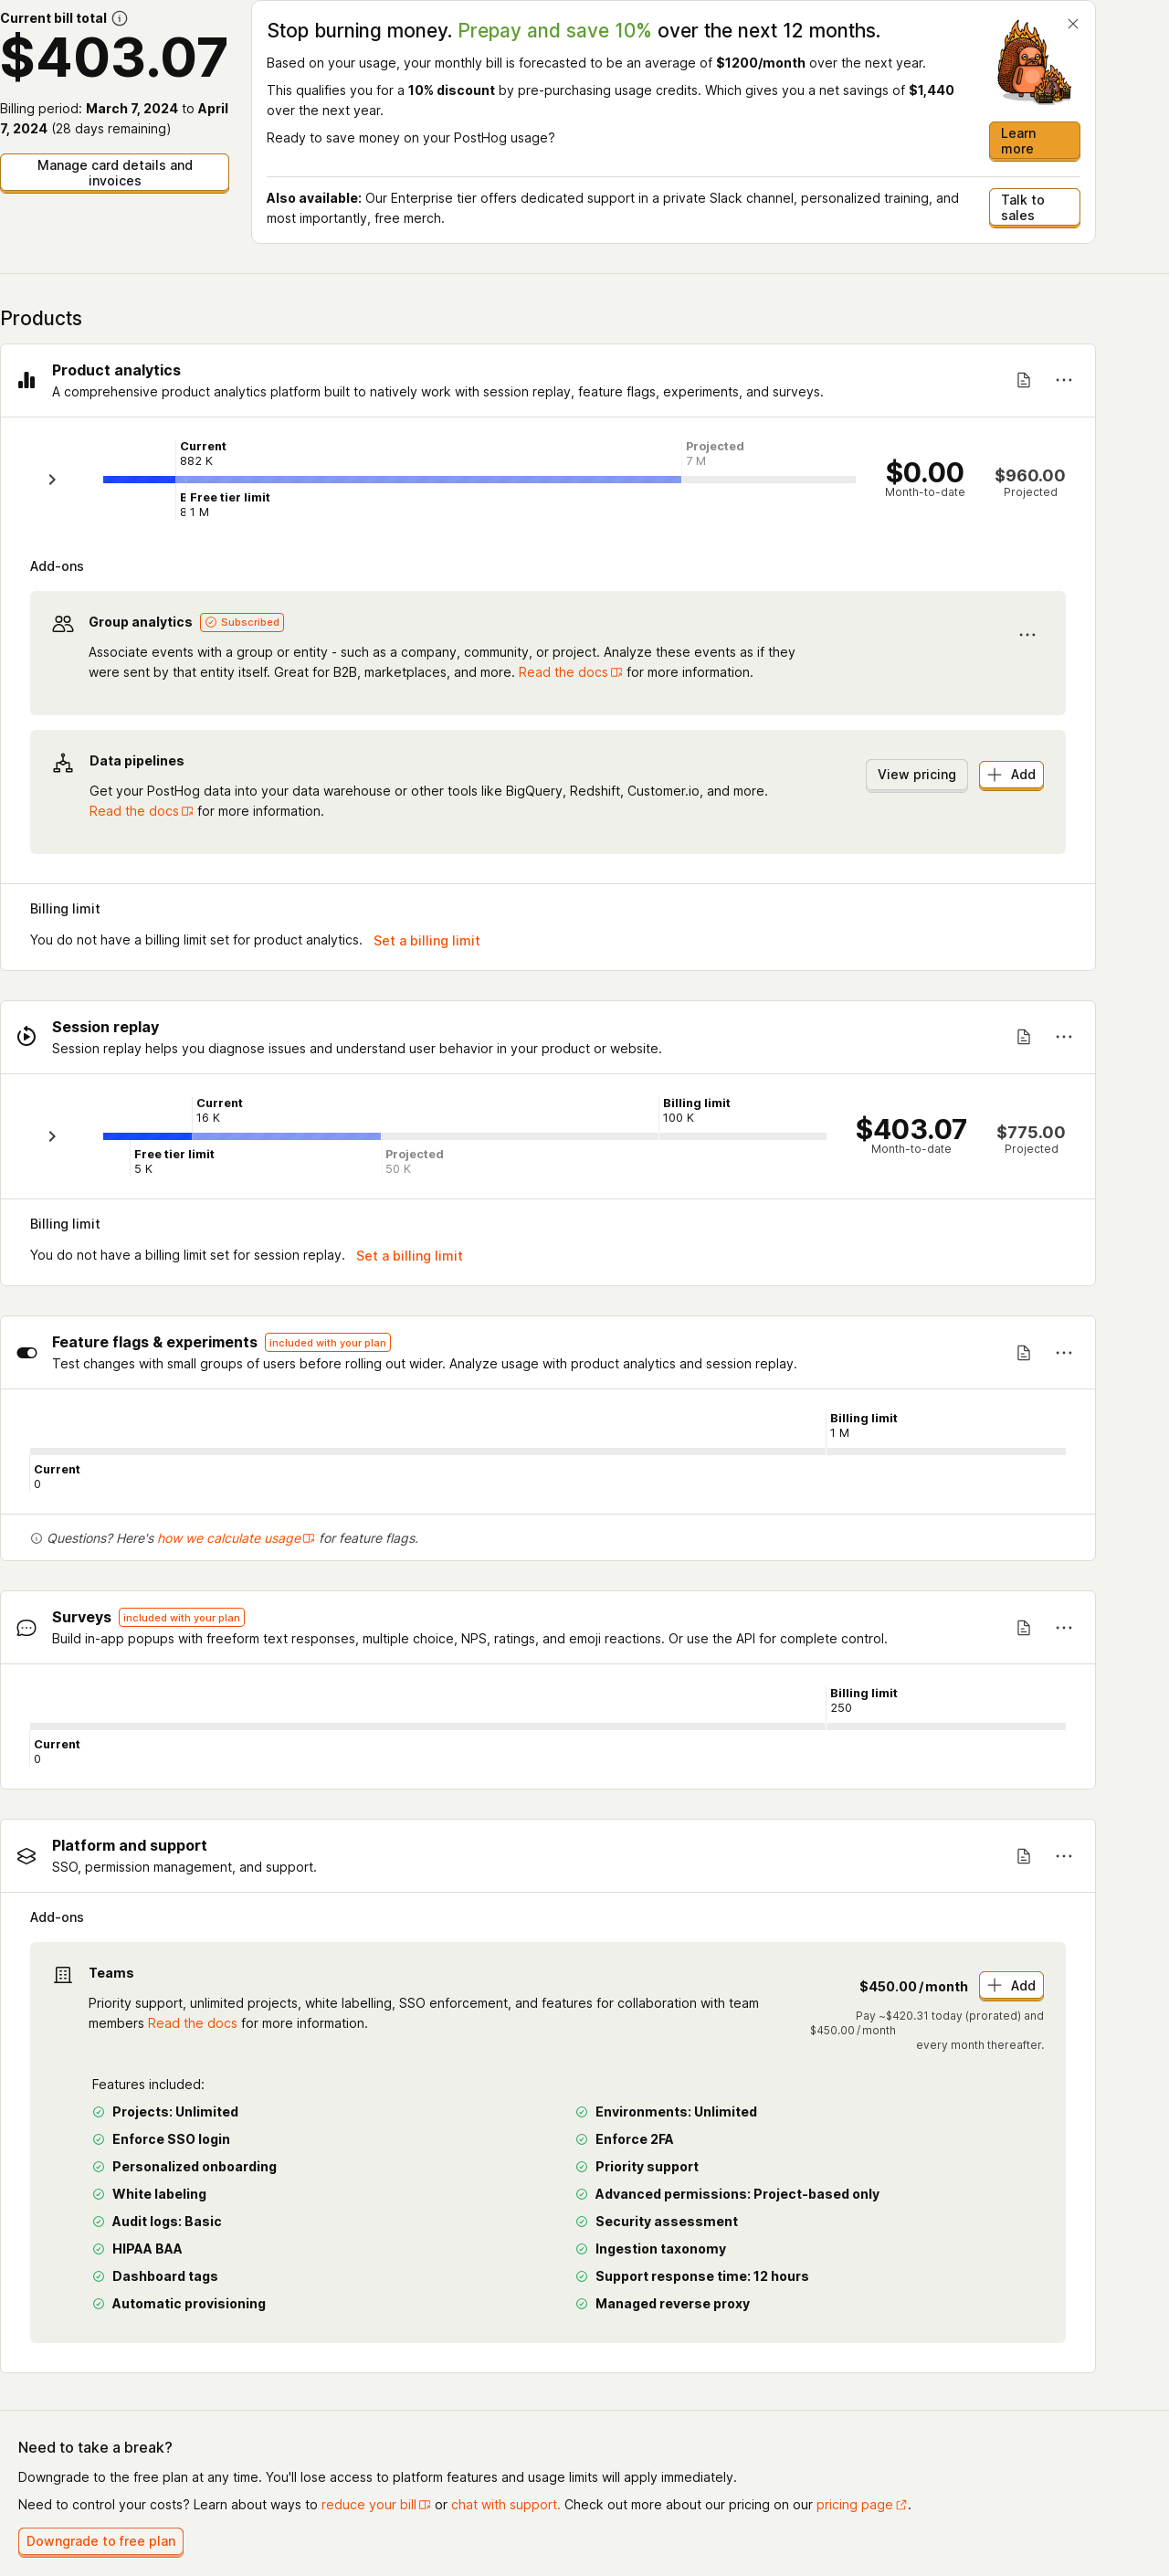 Current bill total
$403.07
Billing period: March 7, 2024 to April
7, 2024 (28 days remaining)
Manage card details and
invoices
Stop burning money. Prepay and save 10% over the next 12 months.
Based on your usage, your monthly bill is forecasted to be an average of $1200/month over the next year.
This qualifies you for a 10% discount by pre-purchasing usage credits. Which gives you a net savings of $1,440
over the next year.
Ready to save money on your PostHog usage?
Learn
more
Also available: Our Enterprise tier offers dedicated support in a private Slack channel, personalized training, and
most importantly, free merch.
Talk to
sales
Products
Product analytics
A comprehensive product analytics platform built to natively work with session replay, feature flags, experiments, and surveys.
Current
882 K
Projected
7 M
Free tier limit
1 M
$0.00
Month-to-date
$960.00
Projected
Add-ons
Group analytics Subscribed
Associate events with a group or entity - such as a company, community, or project. Analyze these events as if they
were sent by that entity itself. Great for B2B, marketplaces, and more. Read the docs for more information.
Data pipelines
Get your PostHog data into your data warehouse or other tools like BigQuery, Redshift, Customer.io, and more.
Read the docs for more information.
View pricing
Add
Billing limit
You do not have a billing limit set for product analytics. Set a billing limit
Session replay
Session replay helps you diagnose issues and understand user behavior in your product or website.
Current
16 K
Billing limit
100 K
Free tier limit
5 K
Projected
50 K
$403.07
Month-to-date
$775.00
Projected
Billing limit
You do not have a billing limit set for session replay. Set a billing limit
Feature flags & experiments included with your plan
Test changes with small groups of users before rolling out wider. Analyze usage with product analytics and session replay.
Billing limit
1 M
Current
0
Questions? Here's how we calculate usage for feature flags.
Surveys included with your plan
Build in-app popups with freeform text responses, multiple choice, NPS, ratings, and emoji reactions. Or use the API for complete control.
Billing limit
250
Current
0
Platform and support
SSO, permission management, and support.
Add-ons
Teams
Priority support, unlimited projects, white labelling, SSO enforcement, and features for collaboration with team
members Read the docs for more information.
$450.00/month
Add
Pay ~$420.31 today (prorated) and
$450.00/month
every month thereafter.
Features included:
Projects: Unlimited
Environments: Unlimited
Enforce SSO login
Enforce 2FA
Personalized onboarding
Priority support
White labeling
Advanced permissions: Project-based only
Audit logs: Basic
Security assessment
HIPAA BAA
Ingestion taxonomy
Dashboard tags
Support response time: 12 hours
Automatic provisioning
Managed reverse proxy
Need to take a break?
Downgrade to the free plan at any time. You'll lose access to platform features and usage limits will apply immediately.
Need to control your costs? Learn about ways to reduce your bill or chat with support. Check out more about our pricing on our pricing page.
Downgrade to free plan